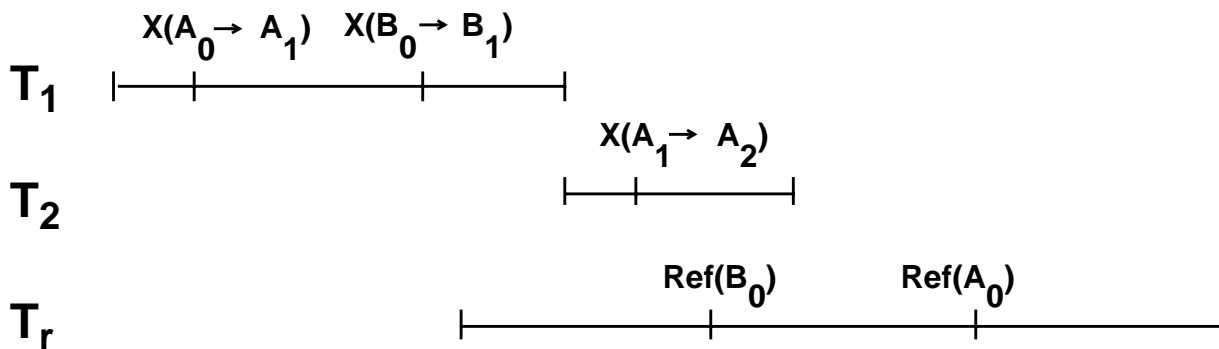 X(A₀→ A₁) X(B₀→ B₁)
T₁
X(A₁→ A₂)
T₂
Ref(B₀) Ref(A₀)
Tᵣ